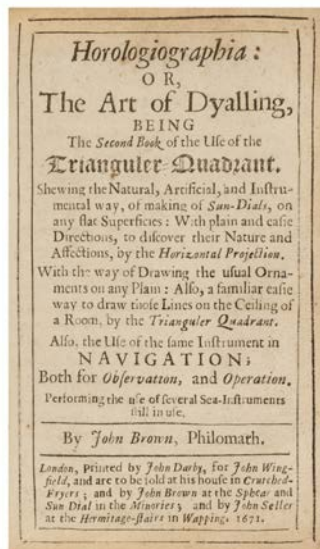 Horologiographia:
OR,
The Art of Dyalling,
BEING
The Second Book of the Use of the
Trianguler-Quadrant.
Shewing the Natural, Artificial, and Instru-
mental way, of making of Sun-Dials, on
any flat Superficies: With plain and easie
Directions, to discover their Nature and
Affections, by the Horizontal Projection.
With the way of Drawing the usual Orna-
ments on any Plain: Also, a familiar easie
way to draw those Lines on the Ceiling of
a Room, by the Trianguler Quadrant.
Also, the Use of the same Instrument in
NAVIGATION;
Both for Observation, and Operation.
Performing the use of several Sea-Instruments
still in use.
By John Brown, Philomath.
London, Printed by John Darby, for John Wing-
field, and are to be sold at his house in Crutched-
Fryers; and by John Brown at the Sphear and
Sun Dial in the Minories; and by John Seller
at the Hermitage-stairs in Wapping. 1671.